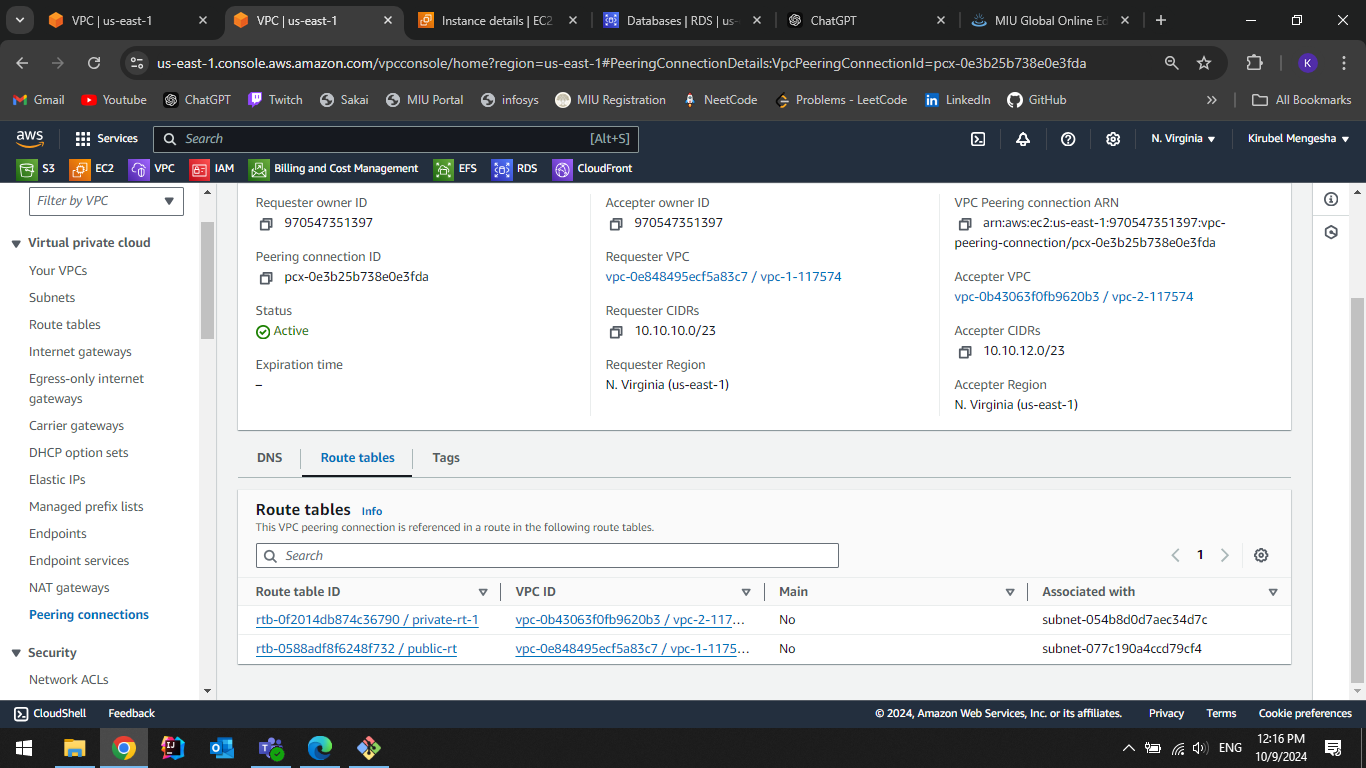 VPC | us-east-1
VPC | us-east-1
Instance details | EC2
Databases | RDS | us-
ChatGPT
MIU Global Online Ed
us-east-1.console.aws.amazon.com/vpcconsole/home?region=us-east-1#PeeringConnectionDetails:VpcPeeringConnectionId=pcx-0e3b25b738e0e3fda
K
Gmail
Youtube
ChatGPT
Twitch
Sakai
MIU Portal
infosys
MIU Registration
NeetCode
Problems - LeetCode
LinkedIn
GitHub
»
All Bookmarks
aws
Services
Search
[Alt+S]
N. Virginia
Kirubel Mengesha
S3
EC2
VPC
IAM
Billing and Cost Management
EFS
RDS
CloudFront
Filter by VPC
Virtual private cloud
Your VPCs
Subnets
Route tables
Internet gateways
Egress-only internet
gateways
Carrier gateways
DHCP option sets
Elastic IPs
Managed prefix lists
Endpoints
Endpoint services
NAT gateways
Peering connections
Security
Network ACLs
Requester owner ID
970547351397
Peering connection ID
pcx-0e3b25b738e0e3fda
Status
Active
Expiration time
–
Accepter owner ID
970547351397
Requester VPC
vpc-0e848495ecf5a83c7 / vpc-1-117574
Requester CIDRs
10.10.10.0/23
Requester Region
N. Virginia (us-east-1)
VPC Peering connection ARN
arn:aws:ec2:us-east-1:970547351397:vpc-
peering-connection/pcx-0e3b25b738e0e3fda
Accepter VPC
vpc-0b43063f0fb9620b3 / vpc-2-117574
Accepter CIDRs
10.10.12.0/23
Accepter Region
N. Virginia (us-east-1)
DNS
Route tables
Tags
Route tables Info
This VPC peering connection is referenced in a route in the following route tables.
Search
1
Route table ID
VPC ID
Main
Associated with
rtb-0f2014db874c36790 / private-rt-1
vpc-0b43063f0fb9620b3 / vpc-2-117...
No
subnet-054b8d0d7aec34d7c
rtb-0588adf8f6248f732 / public-rt
vpc-0e848495ecf5a83c7 / vpc-1-1175...
No
subnet-077c190a4ccd79cf4
CloudShell
Feedback
© 2024, Amazon Web Services, Inc. or its affiliates.
Privacy
Terms
Cookie preferences
ENG
12:16 PM
10/9/2024